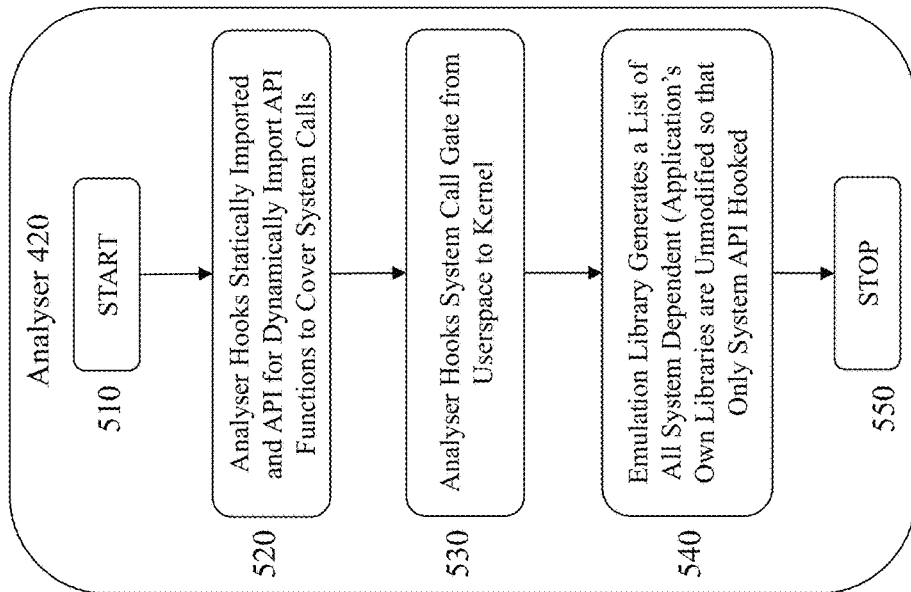 Analyser 420
510
START
520
Analyser Hooks Statically Imported
and API for Dynamically Import API
Functions to Cover System Calls
530
Analyser Hooks System Call Gate from
Userspace to Kernel
540
Emulation Library Generates a List of
All System Dependent (Application's
Own Libraries are Unmodified so that
Only System API Hooked
550
STOP